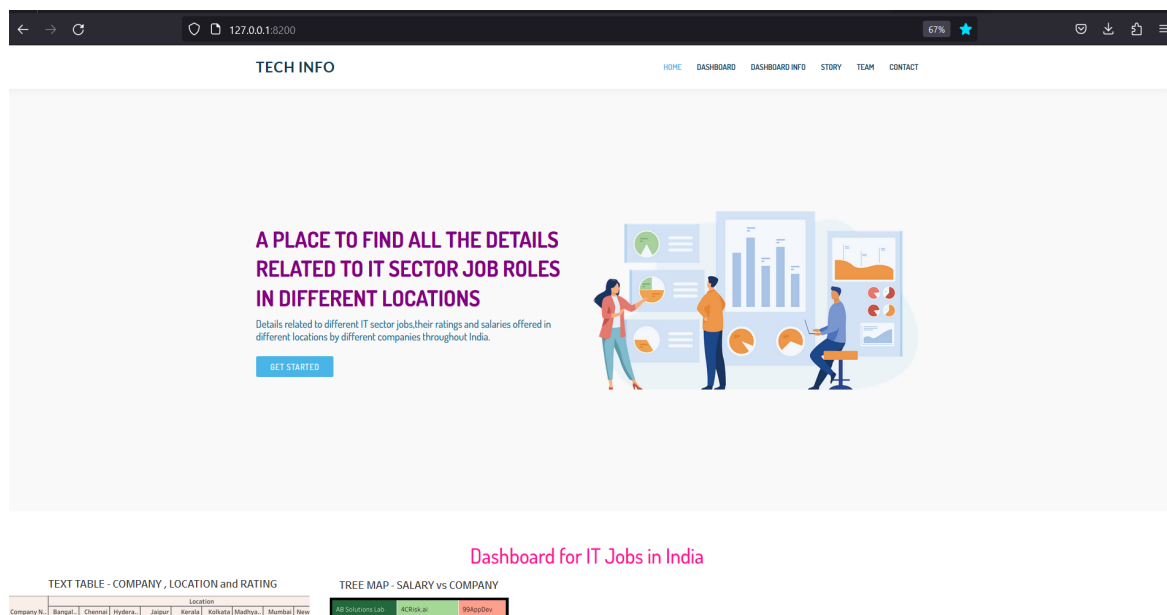 127.0.0.1:8200
67%
TECH INFO
HOME DASHBOARD DASHBOARD INFO STORY TEAM CONTACT
A PLACE TO FIND ALL THE DETAILS
RELATED TO IT SECTOR JOB ROLES
IN DIFFERENT LOCATIONS
Details related to different IT sector jobs,their ratings and salaries offered in
different locations by different companies throughout India.
GET STARTED
Dashboard for IT Jobs in India
TEXT TABLE - COMPANY , LOCATION and RATING
Location
Company N.. Bangal.. Chennai Hydera.. Jaipur Kerala Kolkata Madhya.. Mumbai New
TREE MAP - SALARY vs COMPANY
AB Solutions Lab 4CRisk.ai 99AppDev